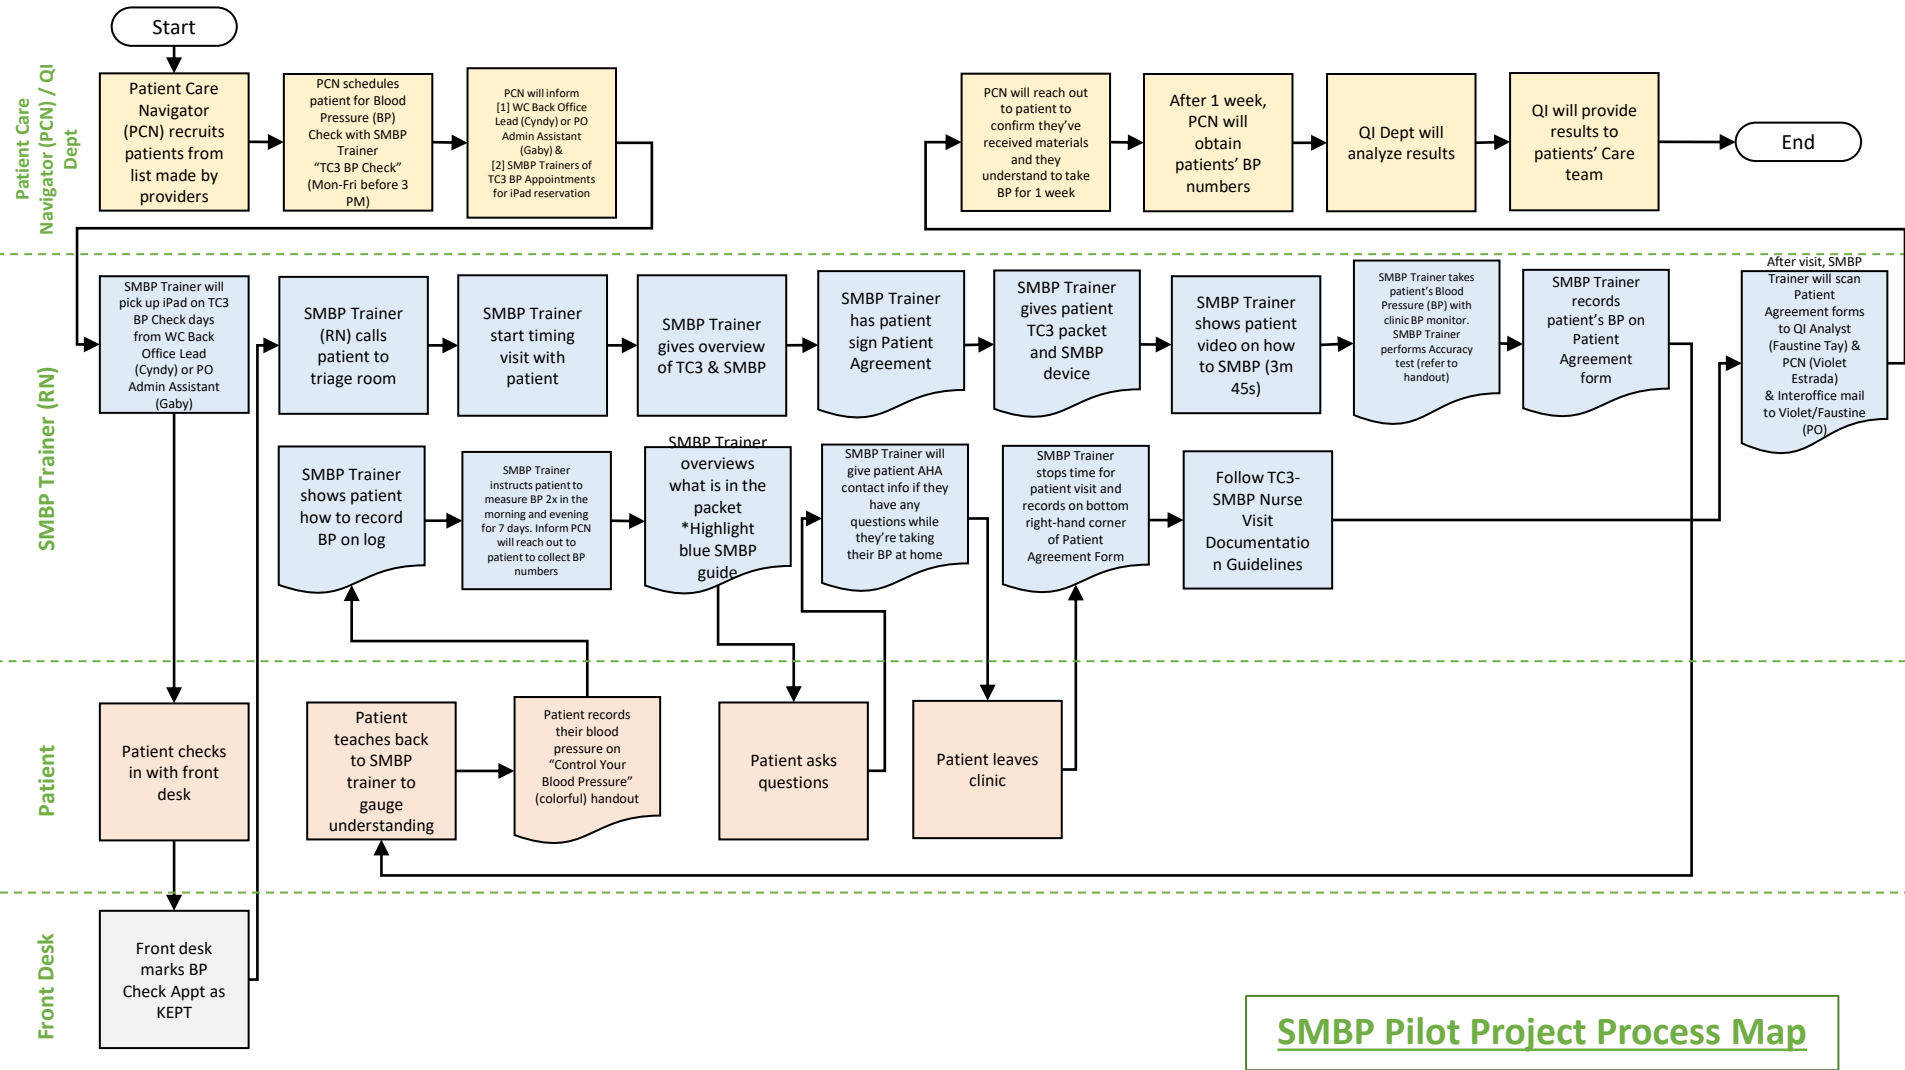 Start
Patient Care
Navigator (PCN) / QI
Dept
Patient Care
Navigator
(PCN) recruits
patients from
list made by
providers
PCN schedules
patient for Blood
Pressure (BP)
Check with SMBP
Trainer
“TC3 BP Check”
(Mon-Fri before 3
PM)
PCN will inform
[1] WC Back Office
Lead (Cyndy) or PO
Admin Assistant
(Gaby) &
[2] SMBP Trainers of
TC3 BP Appointments
for iPad reservation
PCN will reach out
to patient to
confirm they’ve
received materials
and they
understand to take
BP for 1 week
After 1 week,
PCN will
obtain
patients’ BP
numbers
QI Dept will
analyze results
QI will provide
results to
patients’ Care
team
End
SMBP Trainer (RN)
SMBP Trainer will
pick up iPad on TC3
BP Check days
from WC Back
Office Lead
(Cyndy) or PO
Admin Assistant
(Gaby)
SMBP Trainer
(RN) calls
patient to
triage room
SMBP Trainer
start timing
visit with
patient
SMBP Trainer
gives overview
of TC3 & SMBP
SMBP Trainer
has patient
sign Patient
Agreement
SMBP Trainer
gives patient
TC3 packet
and SMBP
device
SMBP Trainer
shows patient
video on how
to SMBP (3m
45s)
SMBP Trainer takes
patient’s Blood
Pressure (BP) with
clinic BP monitor.
SMBP Trainer
performs Accuracy
test (refer to
handout)
SMBP Trainer
records
patient’s BP on
Patient
Agreement
form
After visit, SMBP
Trainer will scan
Patient
Agreement forms
to QI Analyst
(Faustine Tay) &
PCN (Violet
Estrada)
& Interoffice mail
to Violet/Faustine
(PO)
SMBP Trainer
shows patient
how to record
BP on log
SMBP Trainer
instructs patient to
measure BP 2x in the
morning and evening
for 7 days. Inform PCN
will reach out to
patient to collect BP
numbers
SMBP Trainer
overviews
what is in the
packet
*Highlight
blue SMBP
guide
SMBP Trainer will
give patient AHA
contact info if they
have any
questions while
they’re taking
their BP at home
SMBP Trainer
stops time for
patient visit and
records on bottom
right-hand corner
of Patient
Agreement Form
Follow TC3-
SMBP Nurse
Visit
Documentatio
n Guidelines
Patient
Patient checks
in with front
desk
Patient
teaches back
to SMBP
trainer to
gauge
understanding
Patient records
their blood
pressure on
“Control Your
Blood Pressure”
(colorful) handout
Patient asks
questions
Patient leaves
clinic
Front Desk
Front desk
marks BP
Check Appt as
KEPT
SMBP Pilot Project Process Map